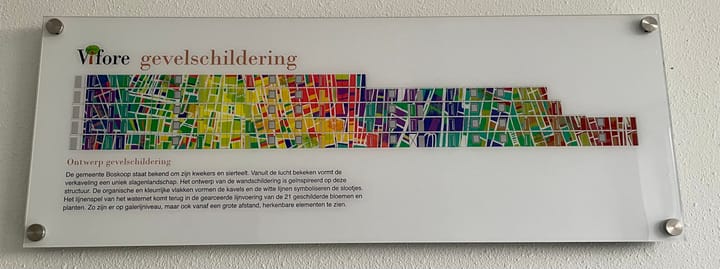 Vifore gevelschildering
Ontwerp gevelschildering
De gemeente Boskoop staat bekend om zijn kwekers en sierteelt. Vanuit de lucht bekeken vormt de
verkaveling een uniek slagenlandschap. Het ontwerp van de wandschildering is geïnspireerd op deze
structuur. De organische en kleurrijke vlakken vormen de kavels en de witte lijnen symboliseren de slootjes.
Het lijnenspel van het waternet komt terug in de gearceerde lijnvoering van de 21 geschilderde bloemen en
planten. Zo zijn er op galerijniveau, maar ook vanaf een grote afstand, herkenbare elementen te zien.